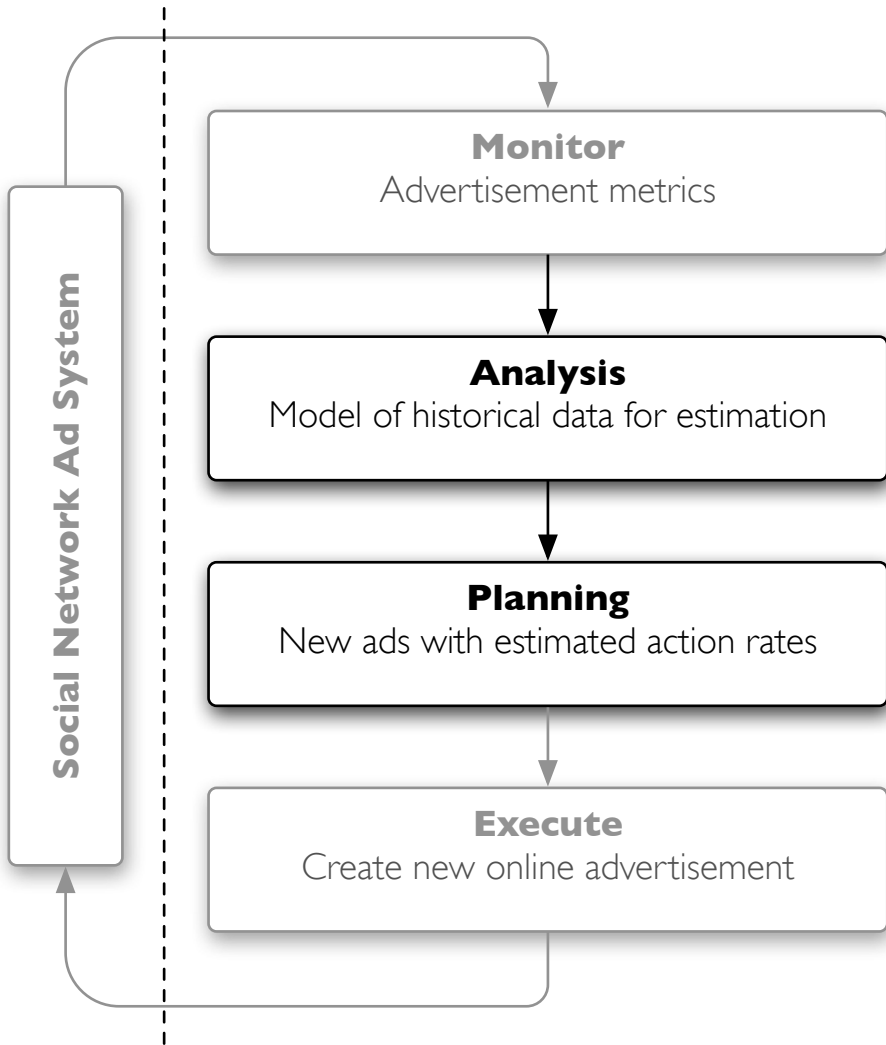 Social Network Ad System
Monitor
Advertisement metrics
Analysis
Model of historical data for estimation
Planning
New ads with estimated action rates
Execute
Create new online advertisement